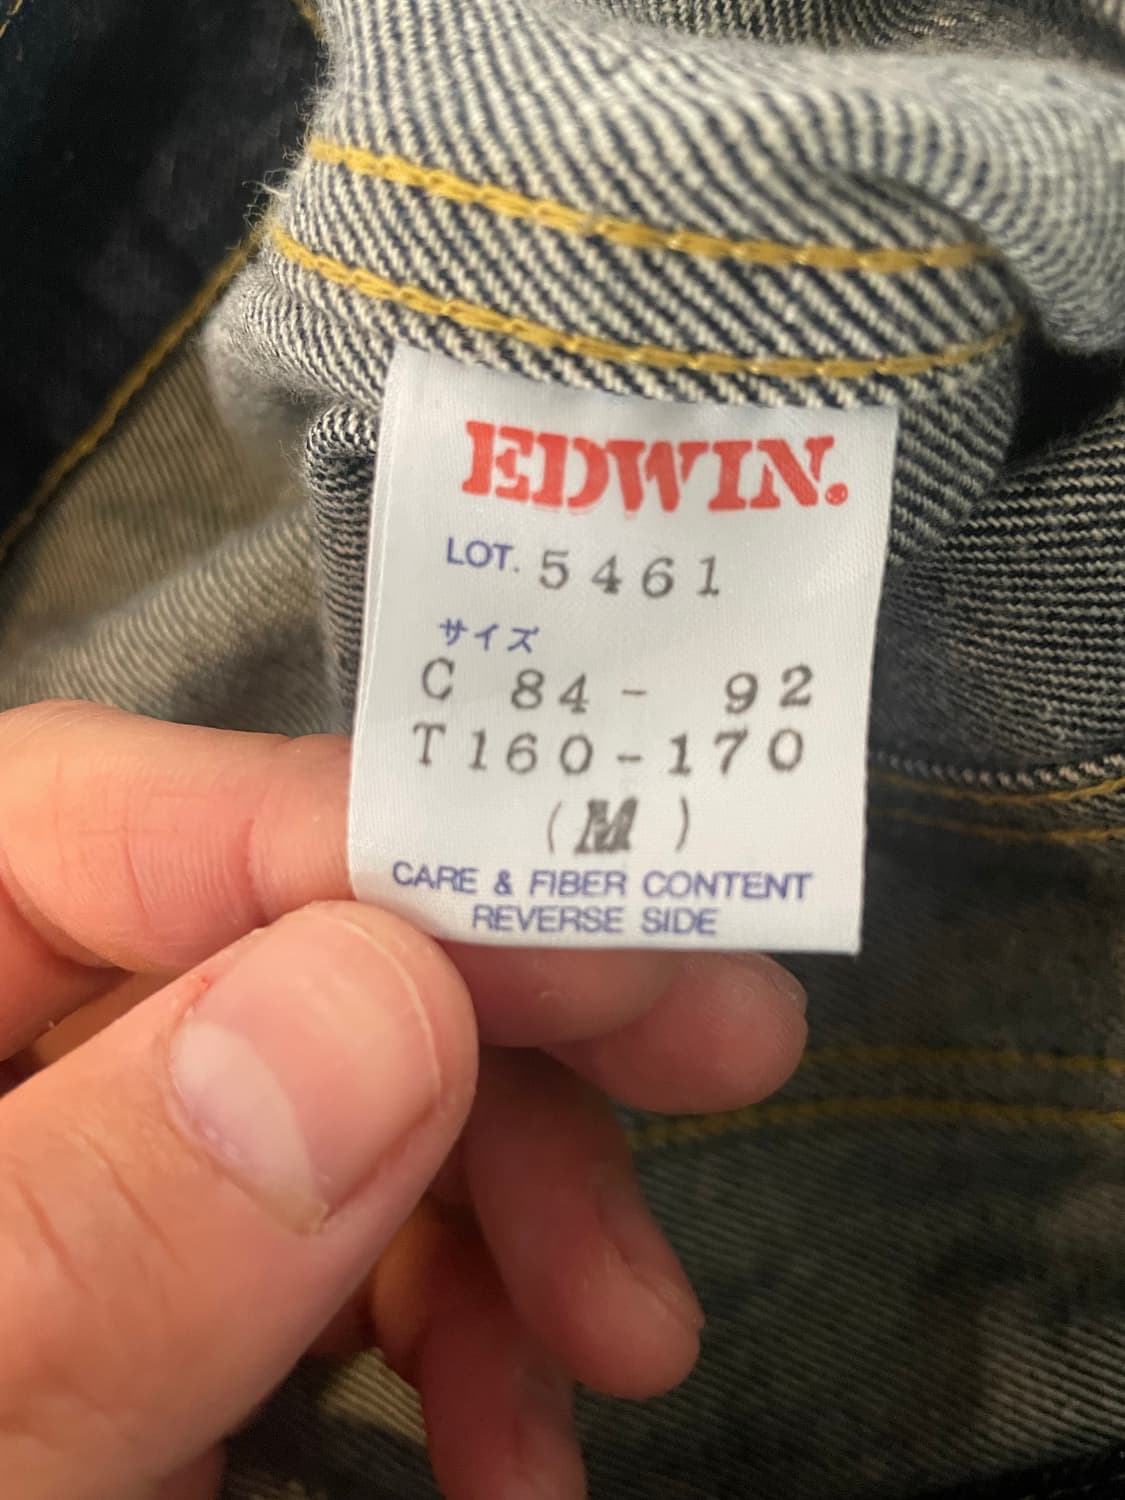 EDWIN.
LOT. 5461
サイズ
C 84 - 92
T160-170
(M)
CARE & FIBER CONTENT
REVERSE SIDE